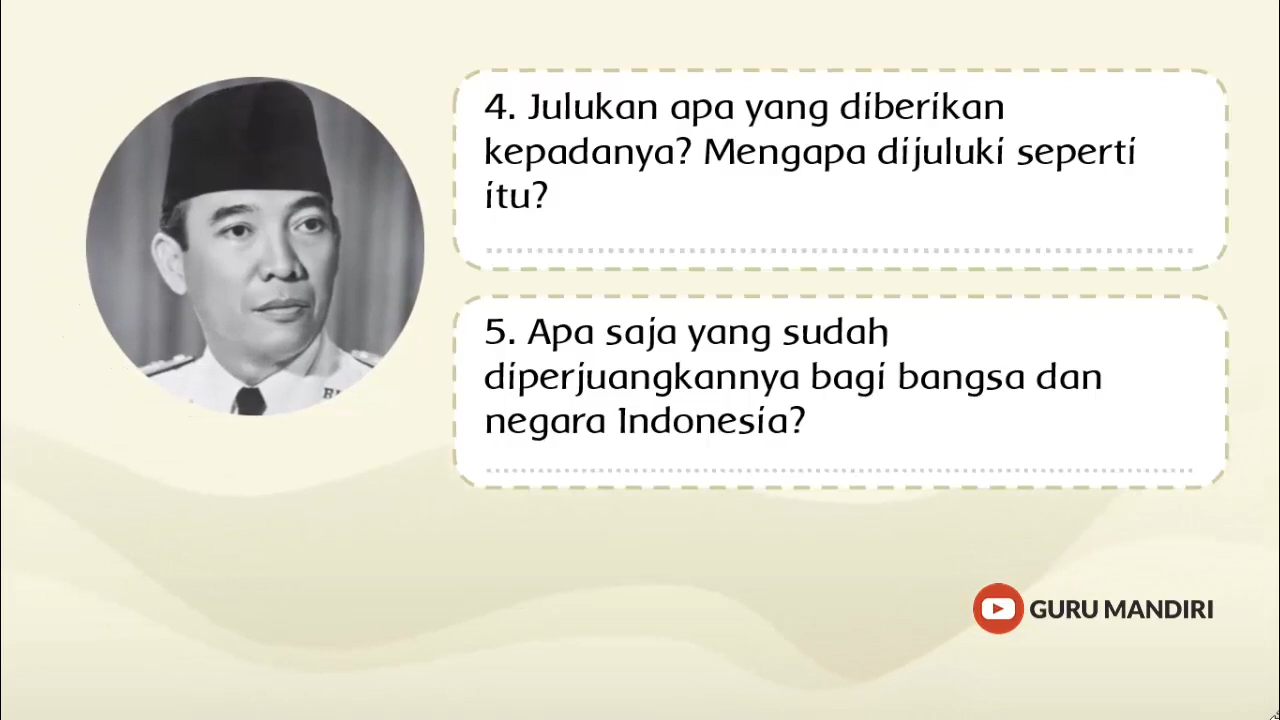 4. Julukan apa yang diberikan
kepadanya? Mengapa dijuluki seperti
itu?
5. Apa saja yang sudah
diperjuangkannya bagi bangsa dan
negara Indonesia?
GURU MANDIRI